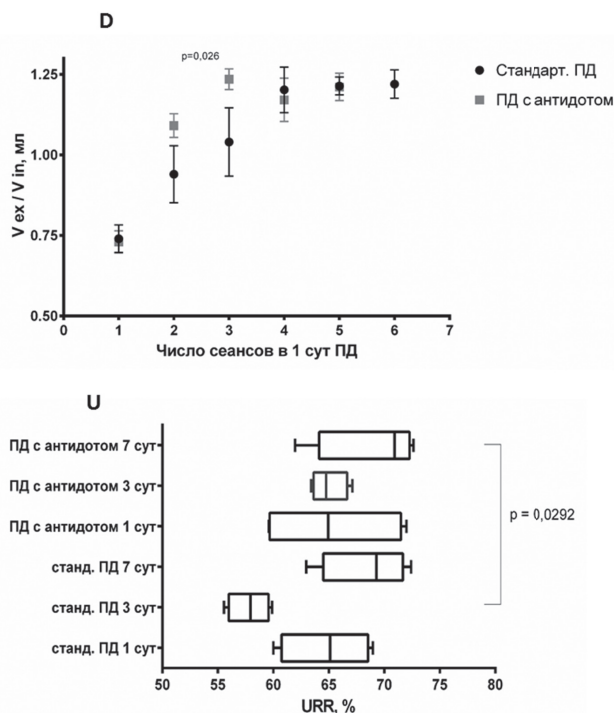 D
p=0,026
Стандарт. ПД
ПД с антидотом
V ex / V in, мл
1.25
1.00
0.75
0.50
0 1 2 3 4 5 6 7
Число сеансов в 1 сут ПД
U
ПД с антидотом 7 сут
ПД с антидотом 3 сут
ПД с антидотом 1 сут
станд. ПД 7 сут
станд. ПД 3 сут
станд. ПД 1 сут
p = 0,0292
50 55 60 65 70 75 80
URR, %